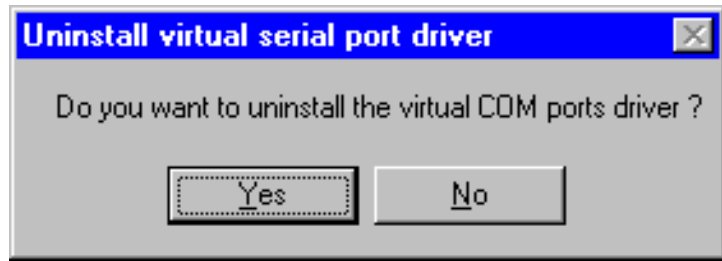 Uninstall virtual serial port driver
Do you want to uninstall the virtual COM ports driver ?
Yes No